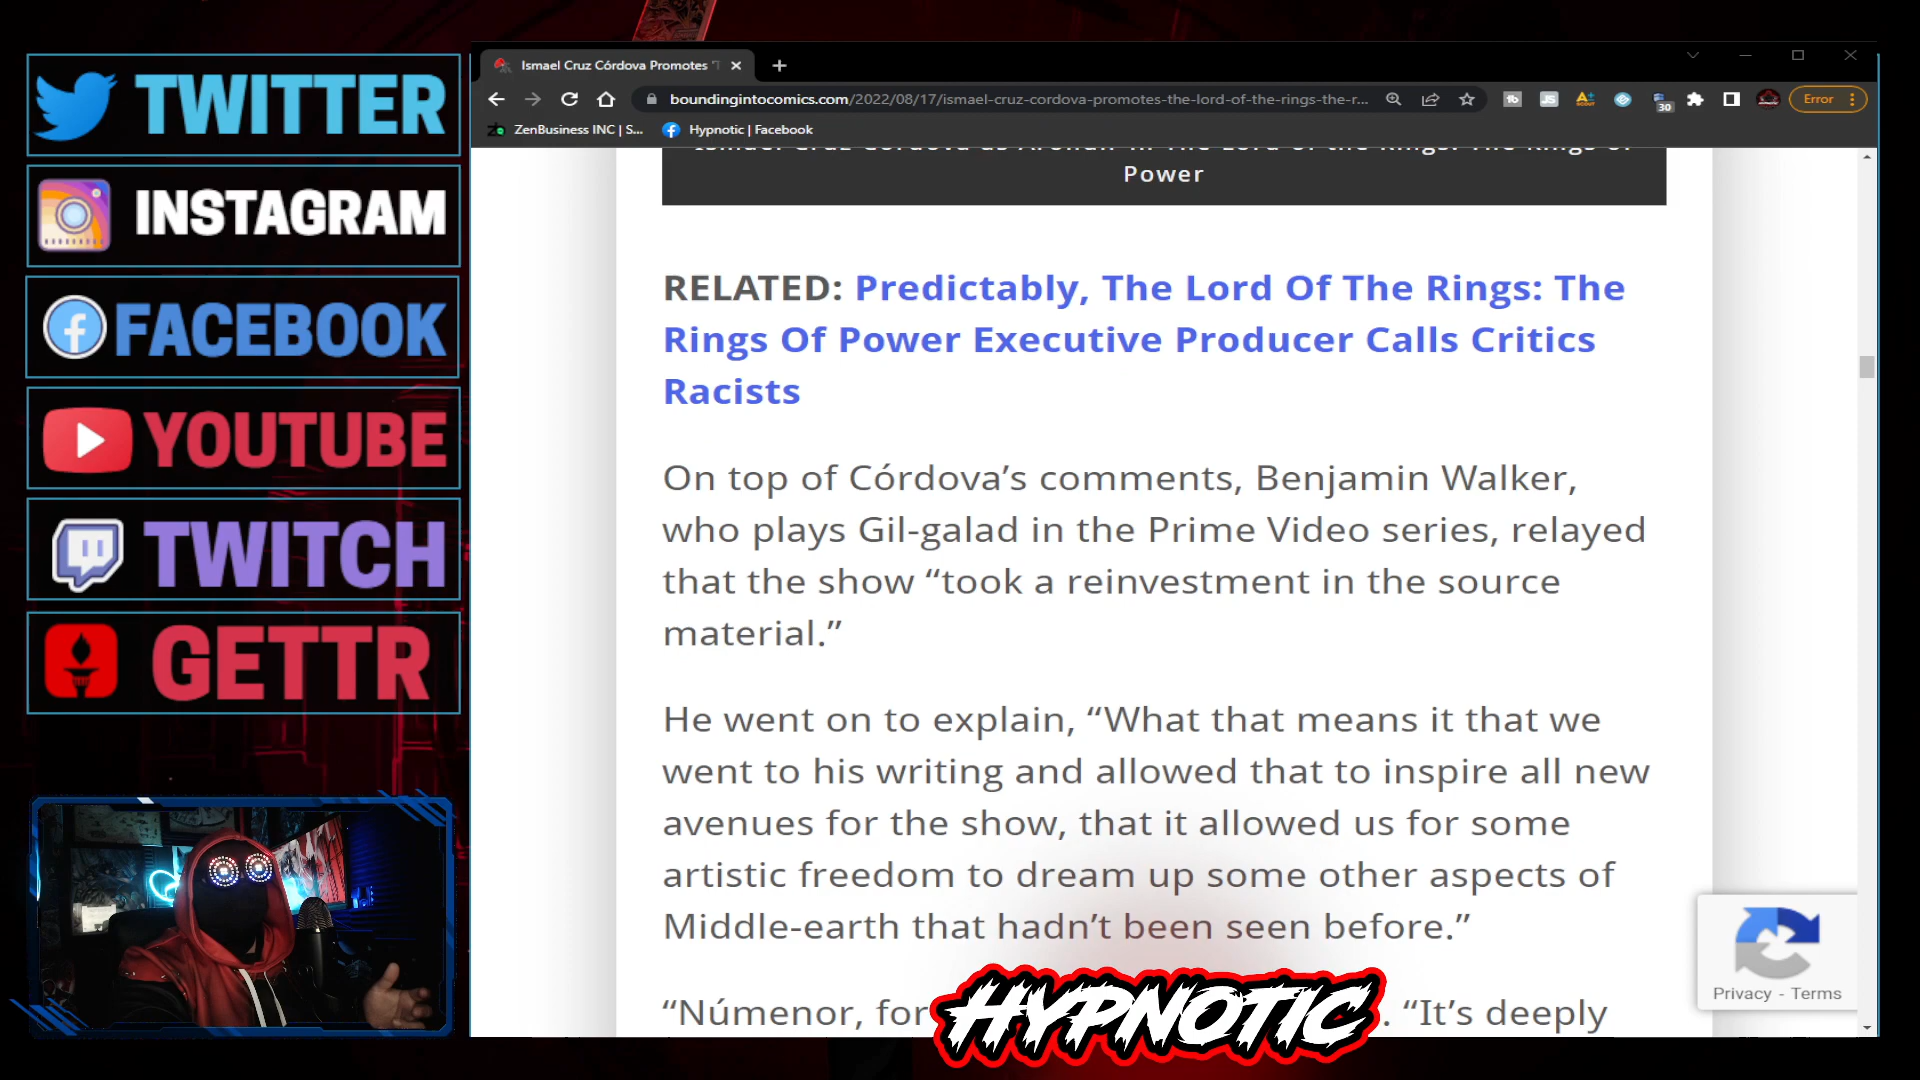 TWITTER
INSTAGRAM
FACEBOOK
YOUTUBE
TWITCH
GETTR
Ismael Cruz Córdova Promotes 'T
boundingintocomics.com/2022/08/17/ismael-cruz-cordova-promotes-the-lord-of-the-rings-the-r...
30
Error
ZenBusiness INC | S...
Hypnotic | Facebook
Power
RELATED: Predictably, The Lord Of The Rings: The
Rings Of Power Executive Producer Calls Critics
Racists
On top of Córdova’s comments, Benjamin Walker,
who plays Gil-galad in the Prime Video series, relayed
that the show “took a reinvestment in the source
material.”
He went on to explain, “What that means it that we
went to his writing and allowed that to inspire all new
avenues for the show, that it allowed us for some
artistic freedom to dream up some other aspects of
Middle-earth that hadn’t been seen before.”
“Númenor, for . “It’s deeply
HYPNOTIC
Privacy - Terms